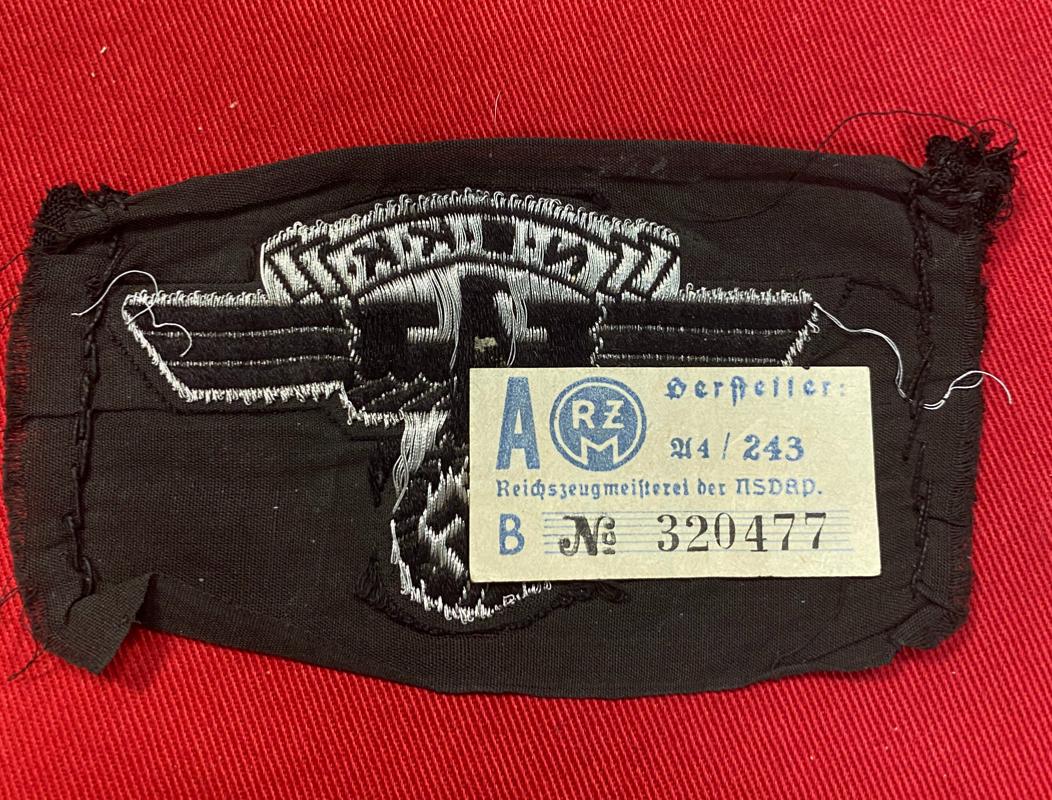 A RZM Hersteller:
A4 / 243
Reichszeugmeisterei der NSDAP.
B No 320477